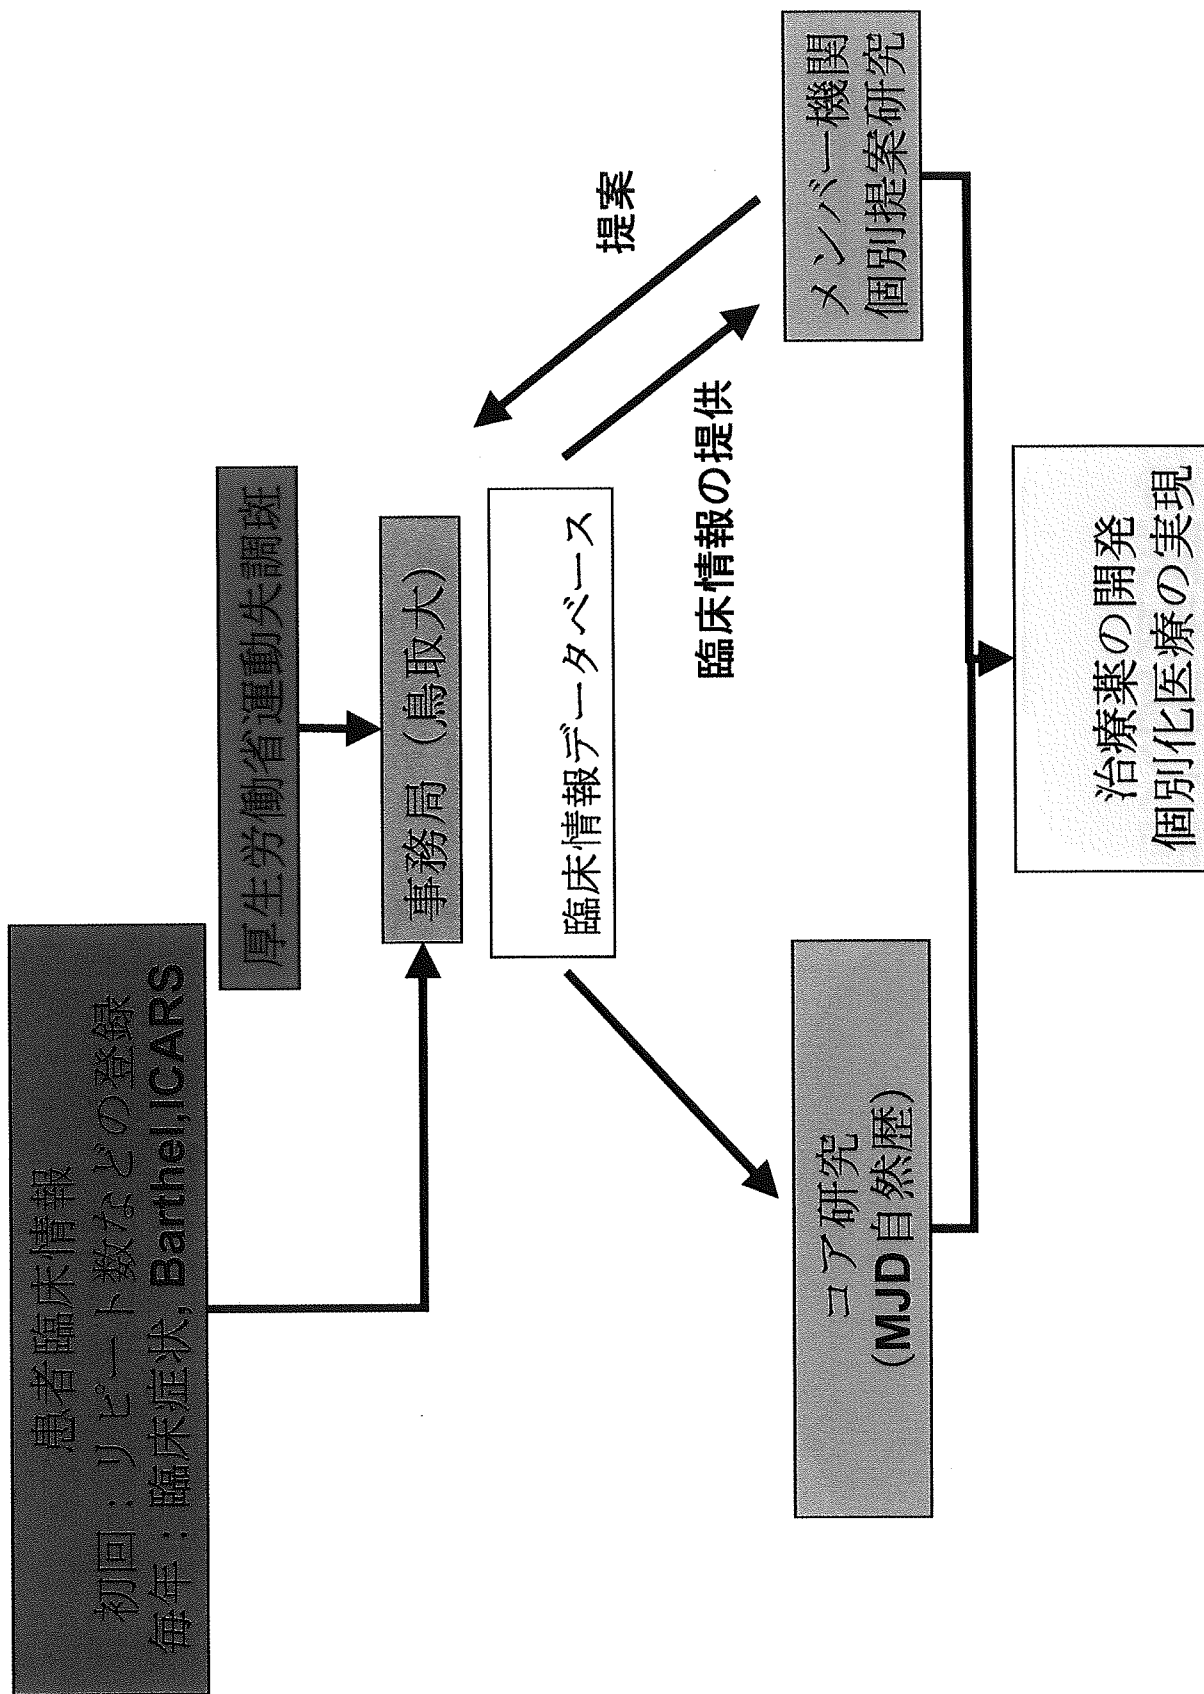 患者臨床情報
初回：リピート数などの登録
毎年：臨床症状, Barthel,ICARS
厚生労働省運動失調斑
事務局（鳥取大）
臨床情報データベース
提案
臨床情報の提供
コア研究
(MJD自然歴)
メンバー機関
個別提案研究
治療薬の開発
個別化医療の実現